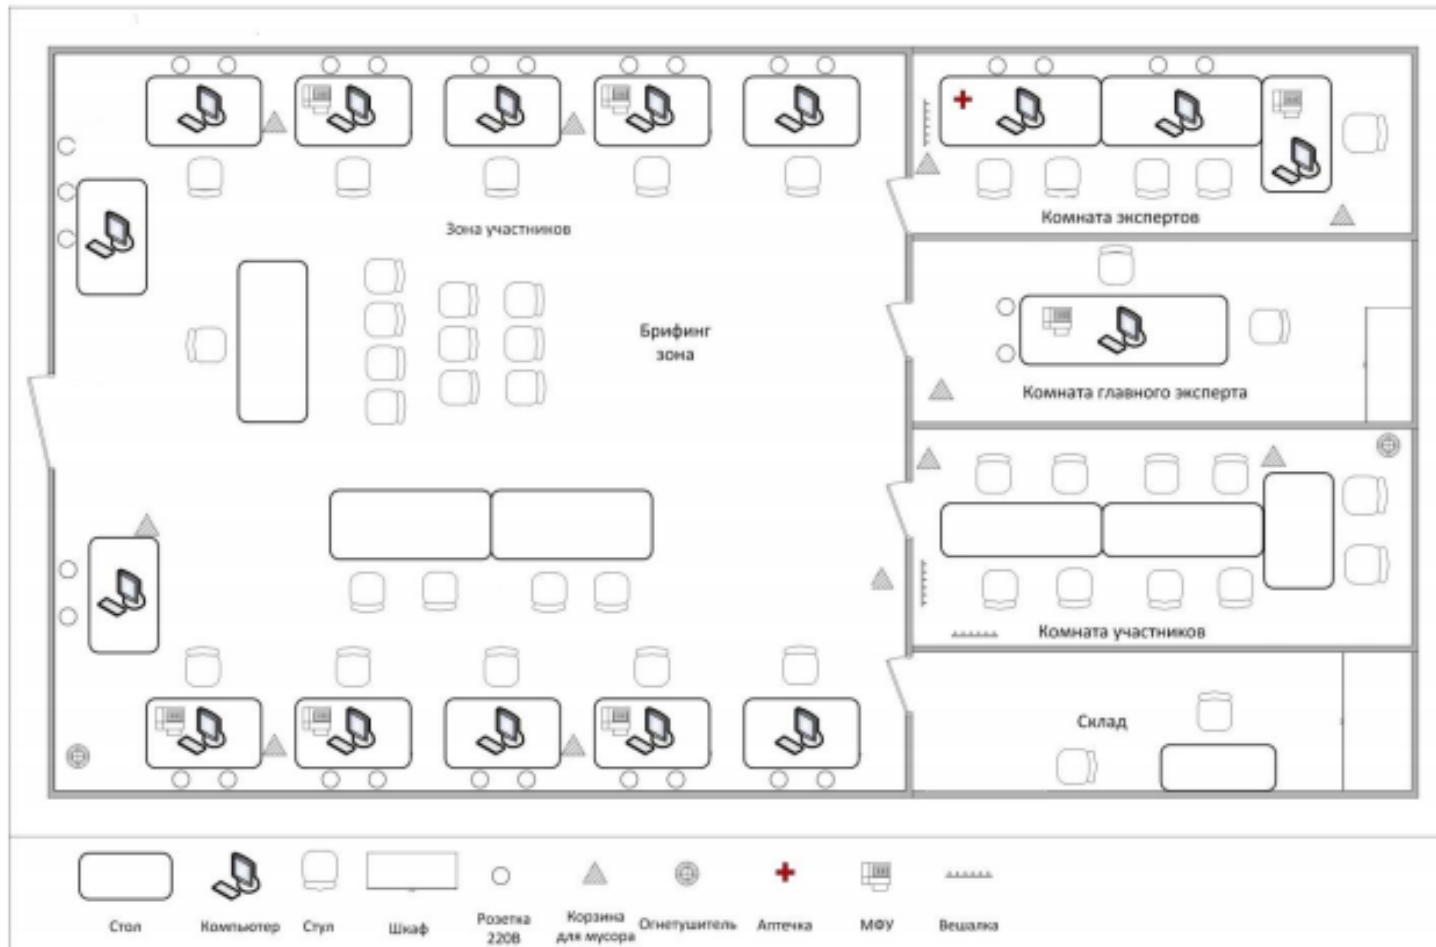 Комната экспертов
Зона участников
Брифинг
зона
Комната главного эксперта
Комната участников
Склад
Стол
Компьютер
Стул
Шкаф
Розетка
220В
Корзина
для мусора
Огнетушитель
Аптечка
МФУ
Вешалка